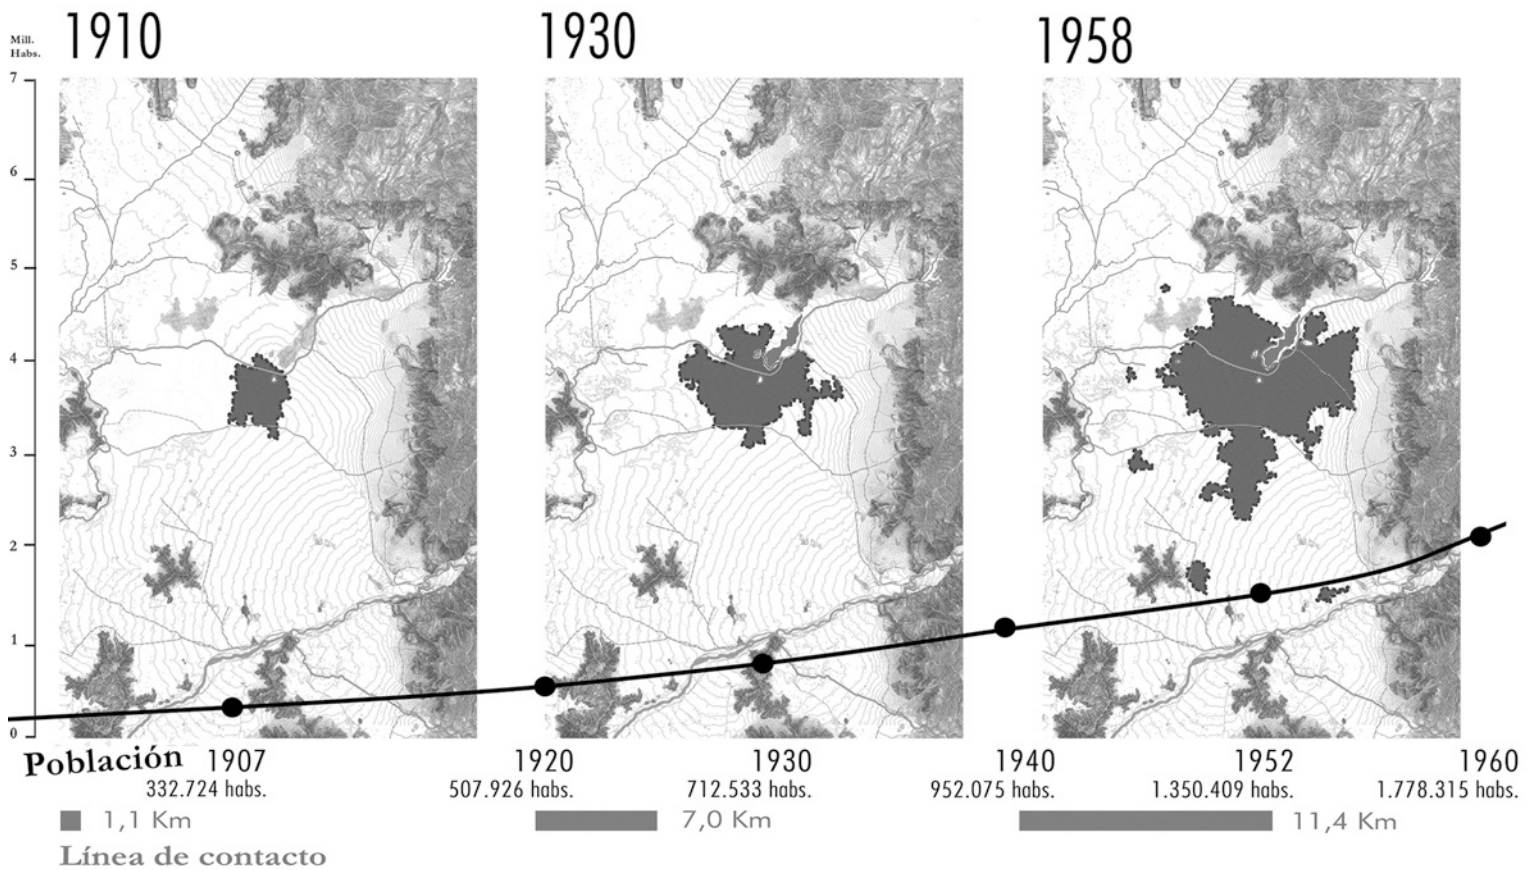 1910
1930
1958
Mill.
Habs.
7
6
5
4
3
2
1
0
Población
1907
1920
1930
1940
1952
1960
332.724 habs.
507.926 habs.
712.533 habs.
952.075 habs.
1.350.409 habs.
1.778.315 habs.
1,1 Km
7,0 Km
11,4 Km
Línea de contacto